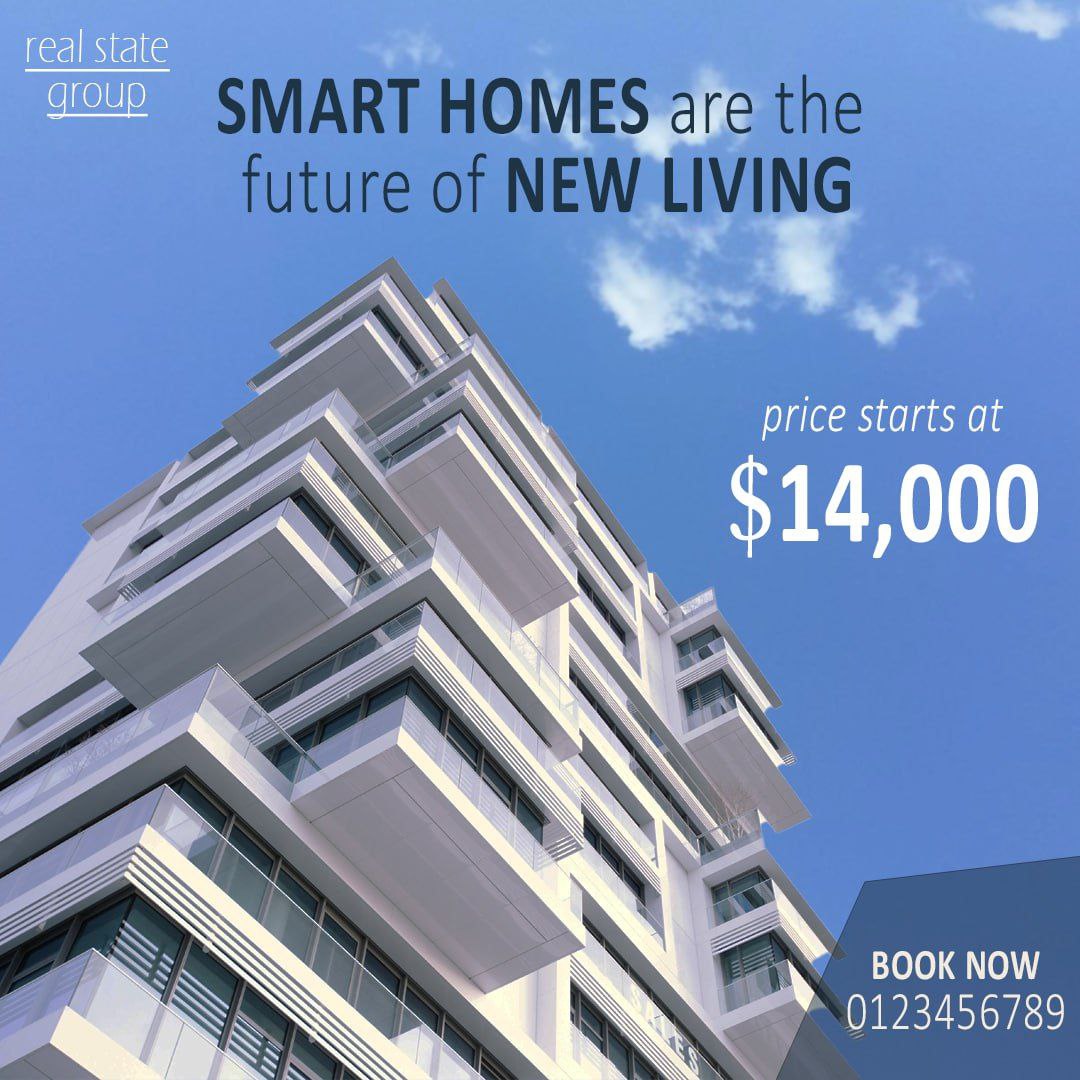 real state
group
SMART HOMES are the
future of NEW LIVING
price starts at
$14,000
BOOK NOW
0123456789
SALES